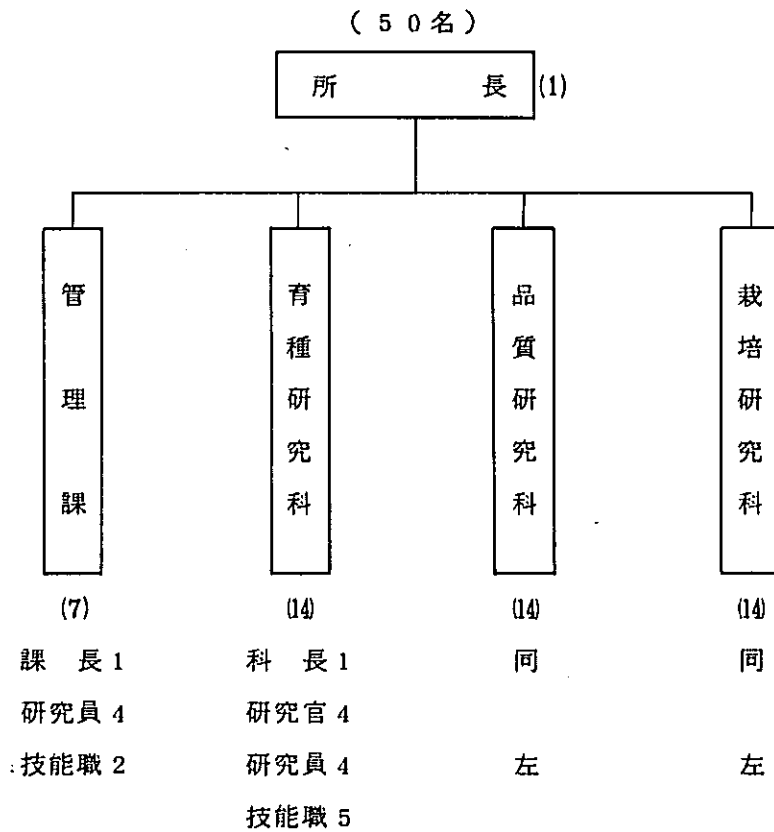 (50名)
所長 (1)
管理課
育種研究科
品質研究科
栽培研究科
(7) (14) (14) (14)
課長1 科長1 同 同
研究員4 研究官4
技能職2 研究員4 左 左
技能職5